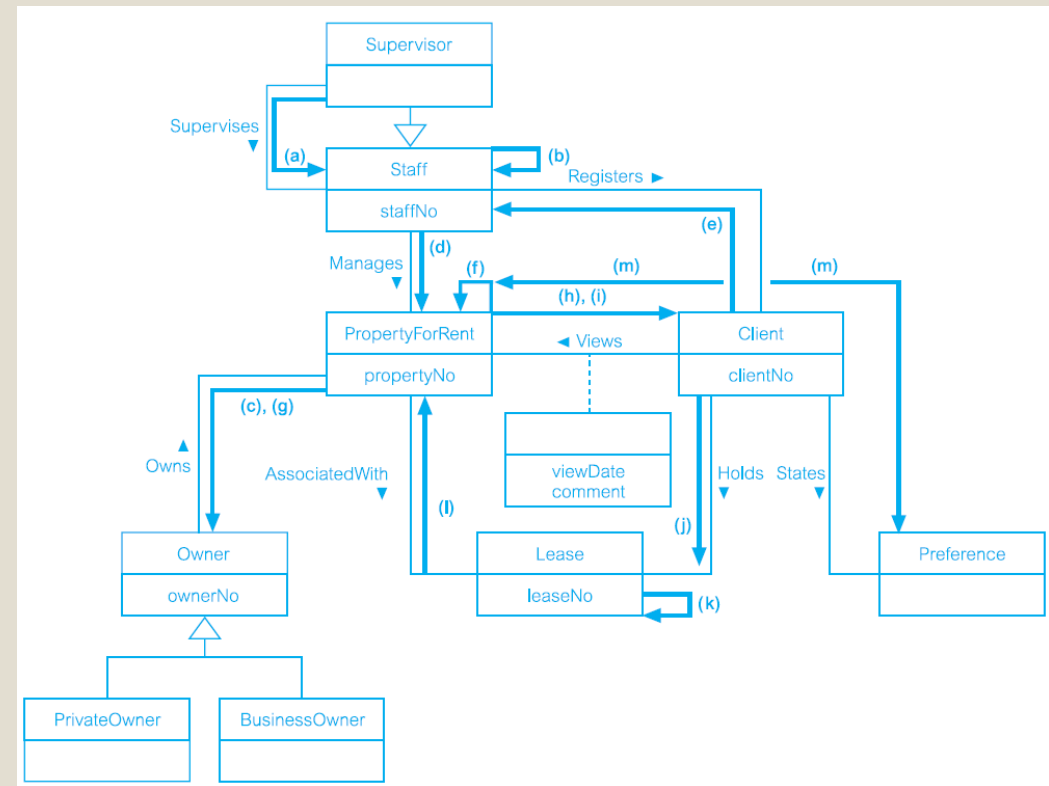 Supervisor
Supervises
▼
(a)
(b)
Staff
Registers ►
staffNo
(e)
(d)
Manages
▼
(f)
(m)
(m)
(h), (i)
PropertyForRent
◄ Views
Client
propertyNo
clientNo
(c), (g)
▲
Owns
AssociatedWith
▼
viewDate
comment
Holds
▼
States
▼
(l)
(j)
Owner
Lease
Preference
ownerNo
leaseNo
(k)
PrivateOwner
BusinessOwner